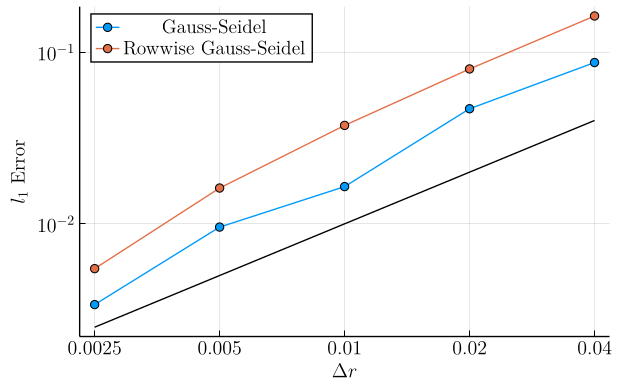 Gauss-Seidel
Rowwise Gauss-Seidel
10⁻¹
10⁻²
l₁ Error
0.0025 0.005 0.01 0.02 0.04
Δr